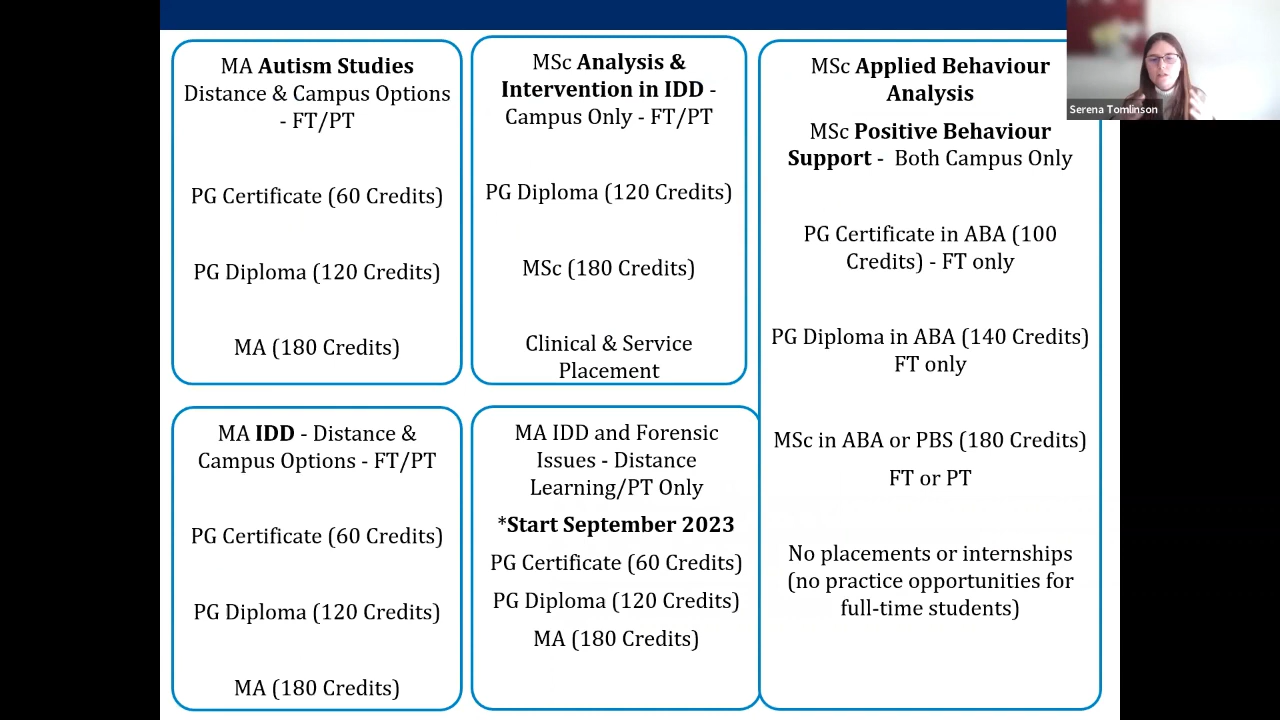 MA Autism Studies
Distance & Campus Options
- FT/PT
PG Certificate (60 Credits)
PG Diploma (120 Credits)
MA (180 Credits)
MSc Analysis &
Intervention in IDD -
Campus Only - FT/PT
PG Diploma (120 Credits)
MSc (180 Credits)
Clinical & Service
Placement
MSc Applied Behaviour
Analysis
MSc Positive Behaviour
Support - Both Campus Only
PG Certificate in ABA (100
Credits) - FT only
PG Diploma in ABA (140 Credits)
FT only
MSc in ABA or PBS (180 Credits)
FT or PT
No placements or internships
(no practice opportunities for
full-time students)
MA IDD - Distance &
Campus Options - FT/PT
PG Certificate (60 Credits)
PG Diploma (120 Credits)
MA (180 Credits)
MA IDD and Forensic
Issues - Distance
Learning/PT Only
*Start September 2023
PG Certificate (60 Credits)
PG Diploma (120 Credits)
MA (180 Credits)
Serena Tomlinson